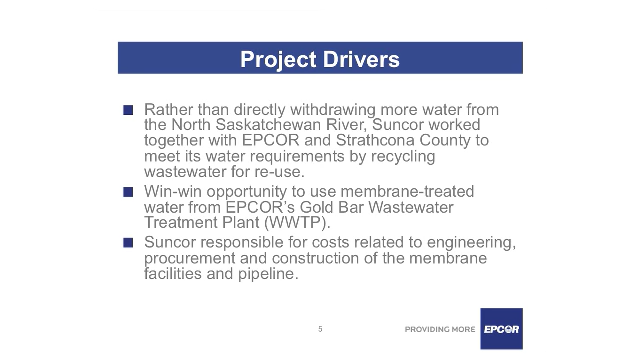 Project Drivers
Rather than directly withdrawing more water from
the North Saskatchewan River, Suncor worked
together with EPCOR and Strathcona County to
meet its water requirements by recycling
wastewater for re-use.
Win-win opportunity to use membrane-treated
water from EPCOR's Gold Bar Wastewater
Treatment Plant (WWTP).
Suncor responsible for costs related to engineering,
procurement and construction of the membrane
facilities and pipeline.
5
PROVIDING MORE
EPCOR